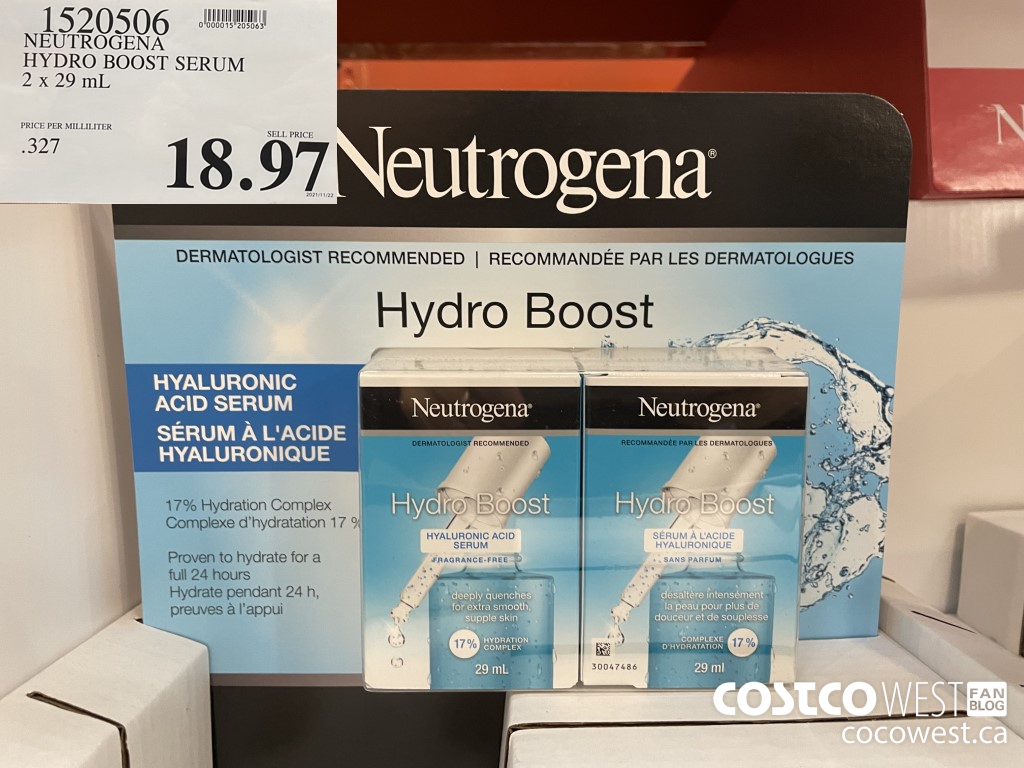 1520506
0"000015"205063
NEUTROGENA
HYDRO BOOST SERUM
2 x 29 mL
PRICE PER MILLILITER
.327
SELL PRICE
18.97
2021/11/23
Neutrogena®
DERMATOLOGIST RECOMMENDED | RECOMMANDÉE PAR LES DERMATOLOGUES
Hydro Boost
HYALURONIC
ACID SERUM
SÉRUM À L'ACIDE
HYALURONIQUE
17% Hydration Complex
Complexe d'hydratation 17 %
Proven to hydrate for a
full 24 hours
Hydrate pendant 24 h,
preuves à l'appui
Neutrogena®
DERMATOLOGIST RECOMMENDED
Hydro Boost
HYALURONIC ACID
SERUM
FRAGRANCE-FREE
deeply quenches
for extra smooth,
supple skin
17% HYDRATION
COMPLEX
29 mL
Neutrogena®
RECOMMANDÉE PAR LES DERMATOLOGUES
Hydro Boost
SÉRUM À L'ACIDE
HYALURONIQUE
SANS PARFUM
désaltère intensément
la peau pour plus de
douceur et de souplesse
COMPLEXE
D'HYDRATATION 17%
30047486
29 ml
N
COSTCO WEST FAN
BLOG
cocowest.ca